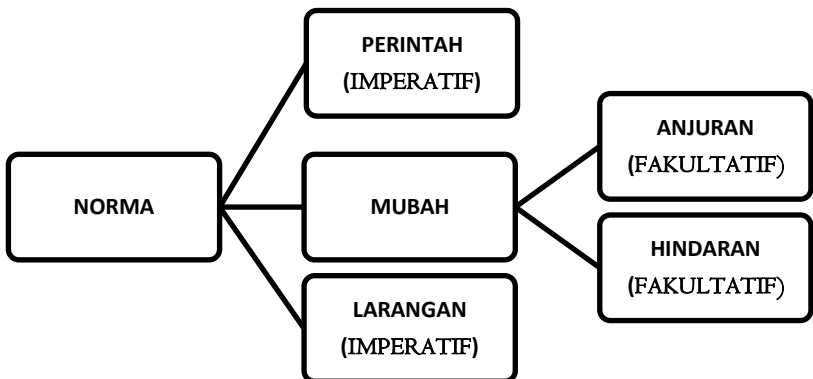 NORMA
PERINTAH
(IMPERATIF)
MUBAH
LARANGAN
(IMPERATIF)
ANJURAN
(FAKULTATIF)
HINDARAN
(FAKULTATIF)